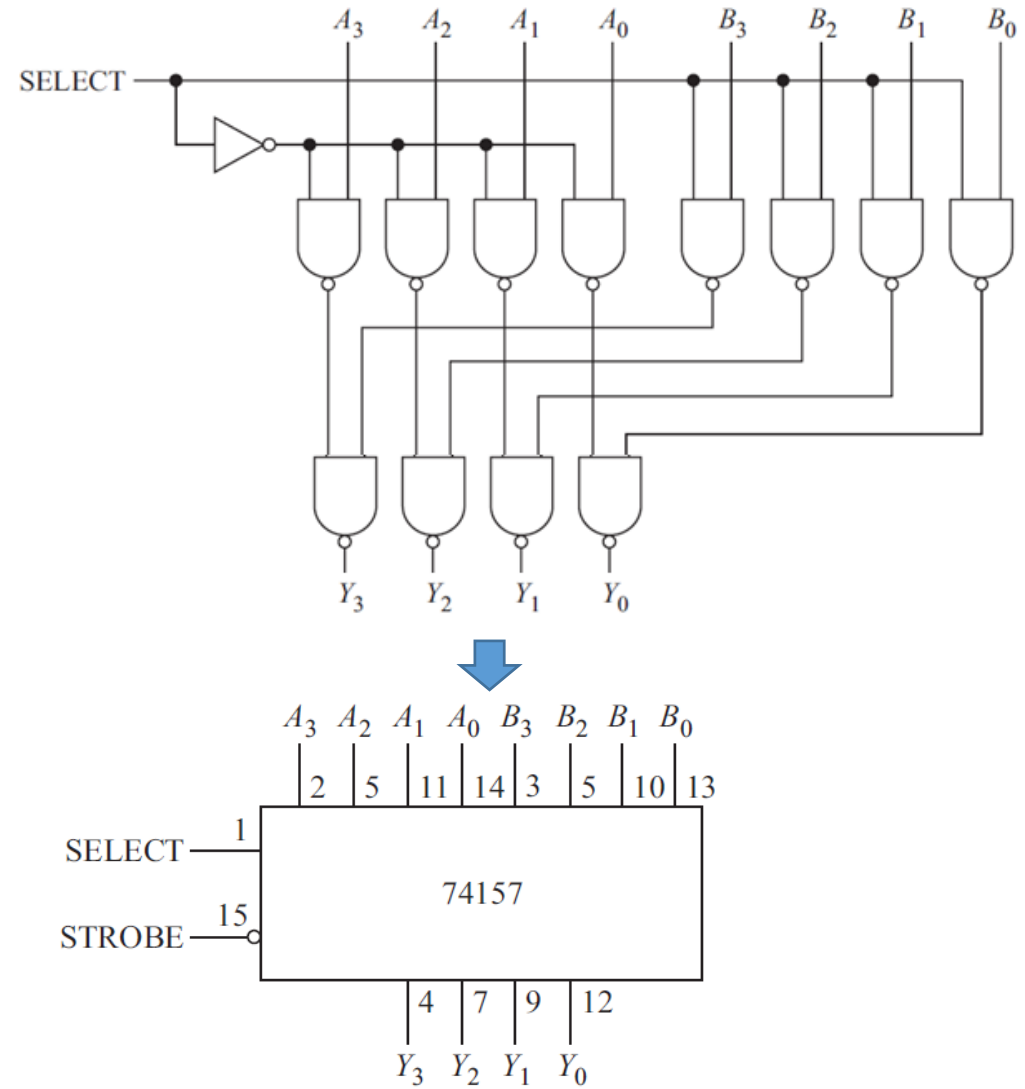 A3 A2 A1 A0 B3 B2 B1 B0
SELECT
Y3 Y2 Y1 Y0
A3 A2 A1 A0 B3 B2 B1 B0
2 5 11 14 3 5 10 13
1
SELECT
74157
15
STROBE
4 7 9 12
Y3 Y2 Y1 Y0